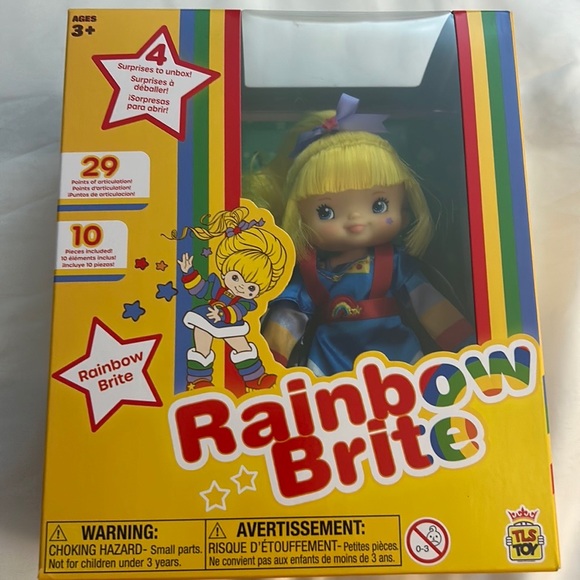 AGES
3+
4
Surprises to unbox!
Surprises à
déballer!
¡Sorpresas
para abrir!
29
Points of articulation!
Points d'articulation!
¡Puntos de articulación!
10
Pieces included!
10 éléments inclus!
¡Incluye 10 piezas!
Rainbow
Brite
Rainbow
Brite
WARNING:
CHOKING HAZARD- Small parts.
Not for children under 3 years.
AVERTISSEMENT:
RISQUE D'ÉTOUFFEMENT- Petites pièces.
Ne convient pas aux enfants de moins de 3 ans.
0-3
TLS
TOY